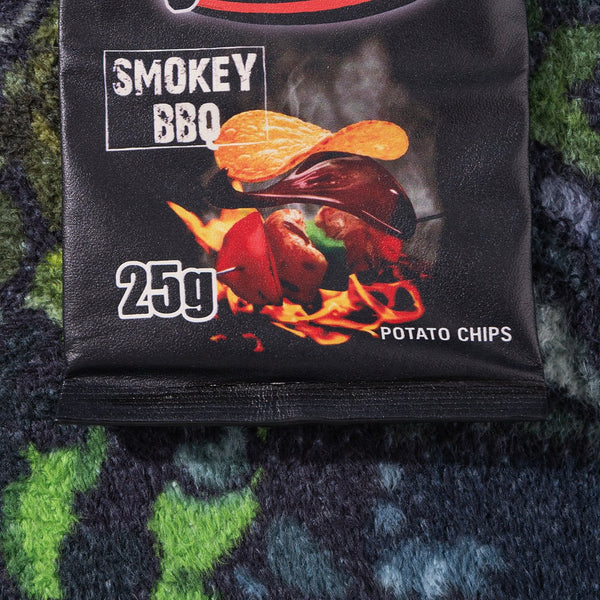 SMOKEY
BBQ
25g
POTATO CHIPS